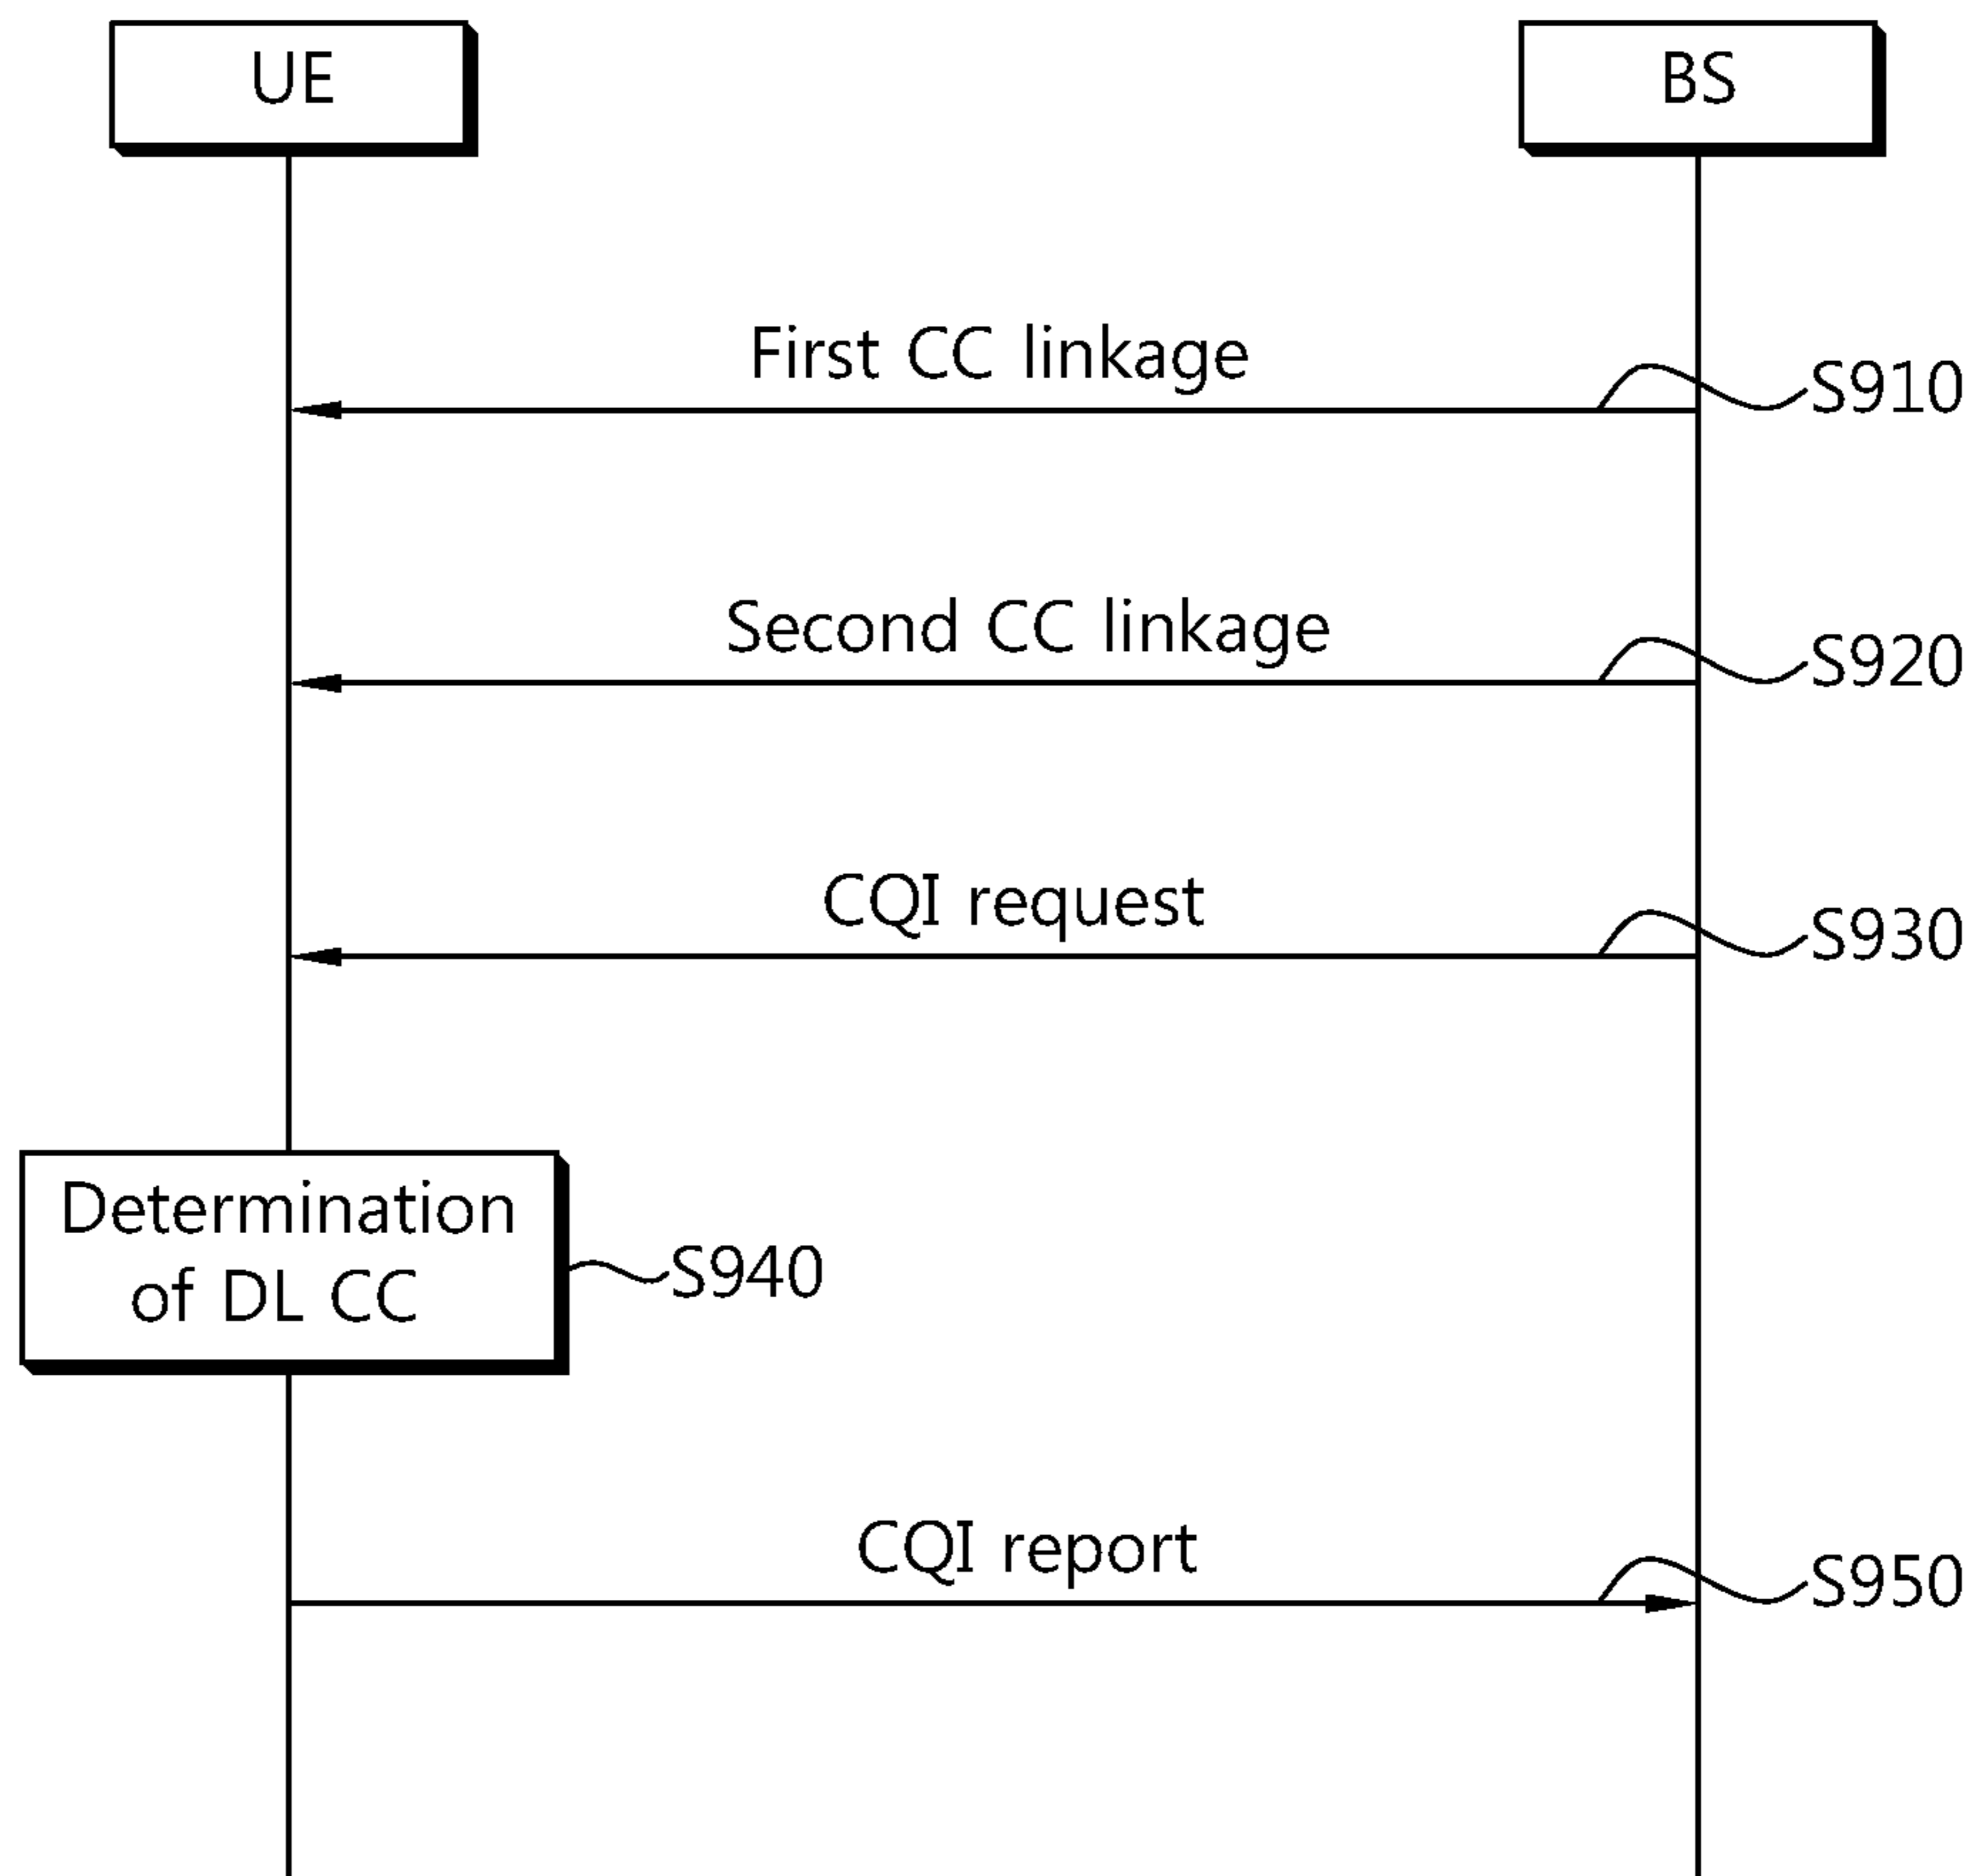 UE
BS
First CC linkage
S910
Second CC linkage
S920
CQI request
S930
Determination
of DL CC
S940
CQI report
S950